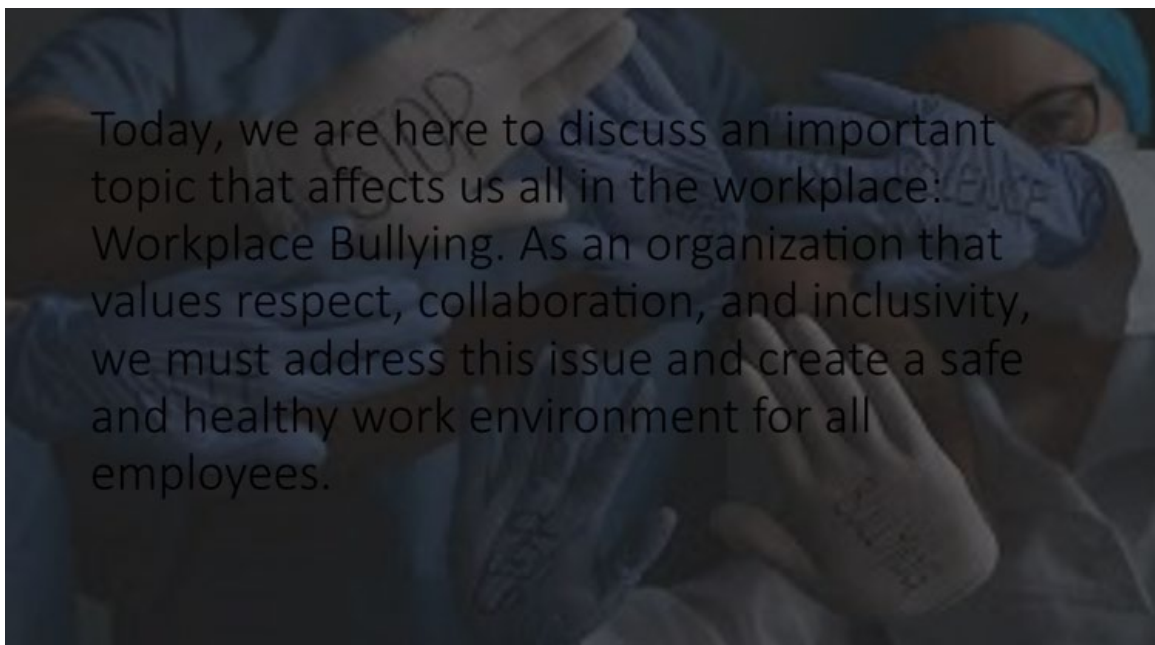 STOP
Today, we are here to discuss an important
topic that affects us all in the workplace:
Workplace Bullying. As an organization that
values respect, collaboration, and inclusivity,
we must address this issue and create a safe
and healthy work environment for all
employees.